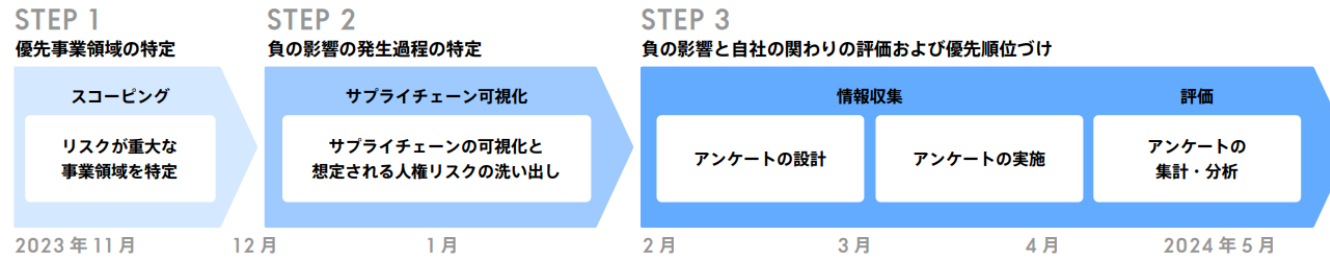 STEP 1
優先事業領域の特定
スコーピング
リスクが重大な
事業領域を特定
STEP 2
負の影響の発生過程の特定
サプライチェーン可視化
サプライチェーンの可視化と
想定される人権リスクの洗い出し
STEP 3
負の影響と自社の関わりの評価および優先順位づけ
情報収集
アンケートの設計
アンケートの実施
評価
アンケートの
集計・分析
2023年11月
12月
1月
2月
3月
4月
2024年5月